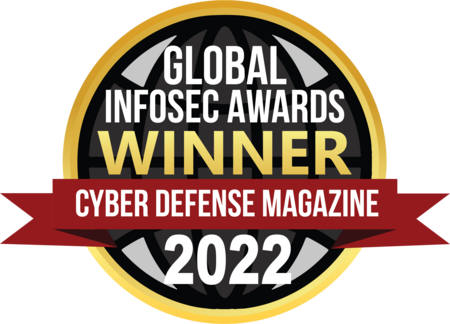 GLOBAL
INFOSEC AWARDS
WINNER
CYBER DEFENSE MAGAZINE
2022